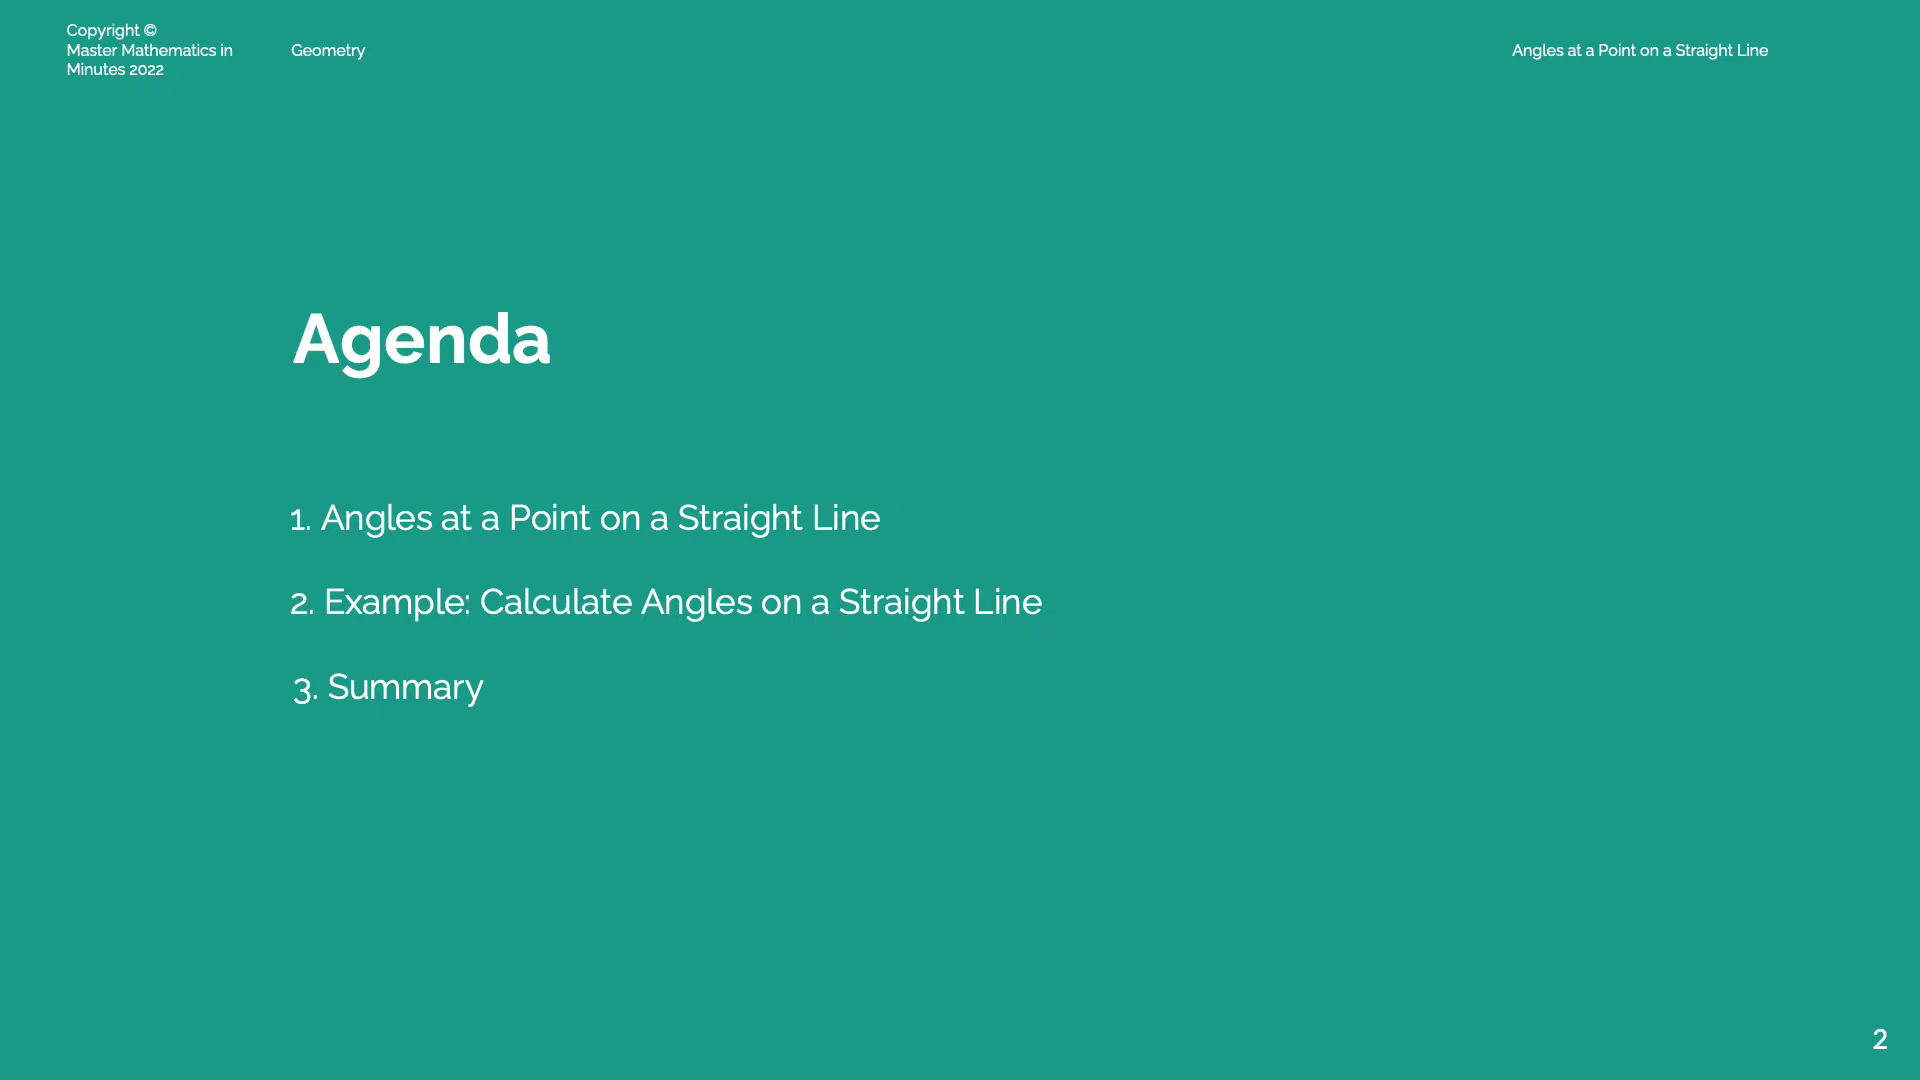 Copyright ©
Master Mathematics in
Minutes 2022
Geometry
Angles at a Point on a Straight Line
Agenda
1. Angles at a Point on a Straight Line
2. Example: Calculate Angles on a Straight Line
3. Summary
2